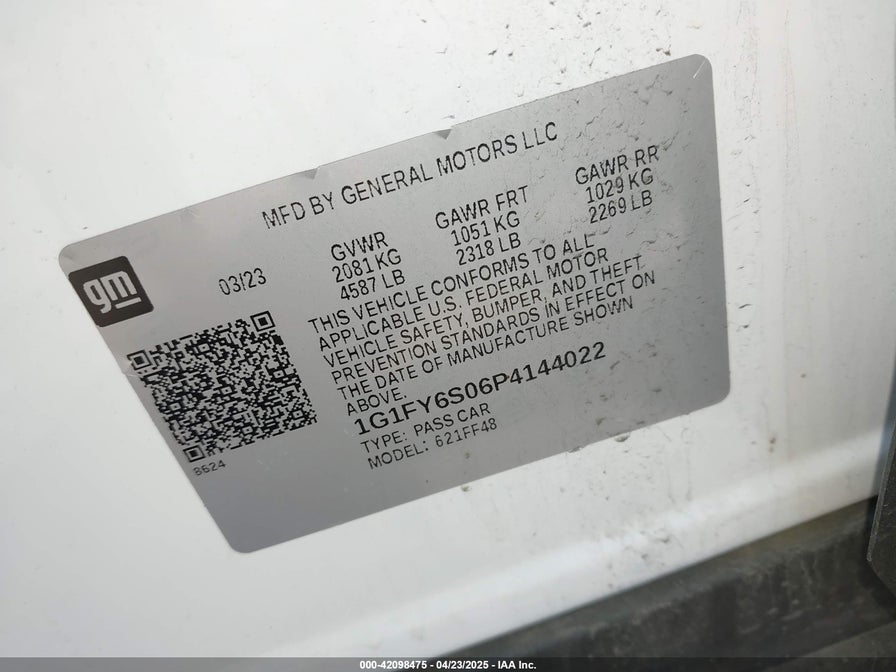 MFD BY GENERAL MOTORS LLC
gm
03/23
GVWR
2081 KG
4587 LB
GAWR FRT
1051 KG
2318 LB
GAWR RR
1029 KG
2269 LB
THIS VEHICLE CONFORMS TO ALL
APPLICABLE U.S. FEDERAL MOTOR
VEHICLE SAFETY, BUMPER, AND THEFT
PREVENTION STANDARDS IN EFFECT ON
THE DATE OF MANUFACTURE SHOWN
ABOVE.
1G1FY6S06P4144022
TYPE: PASS CAR
MODEL: 621FF48
8624
000-42098475 - 04/23/2025 - IAA Inc.